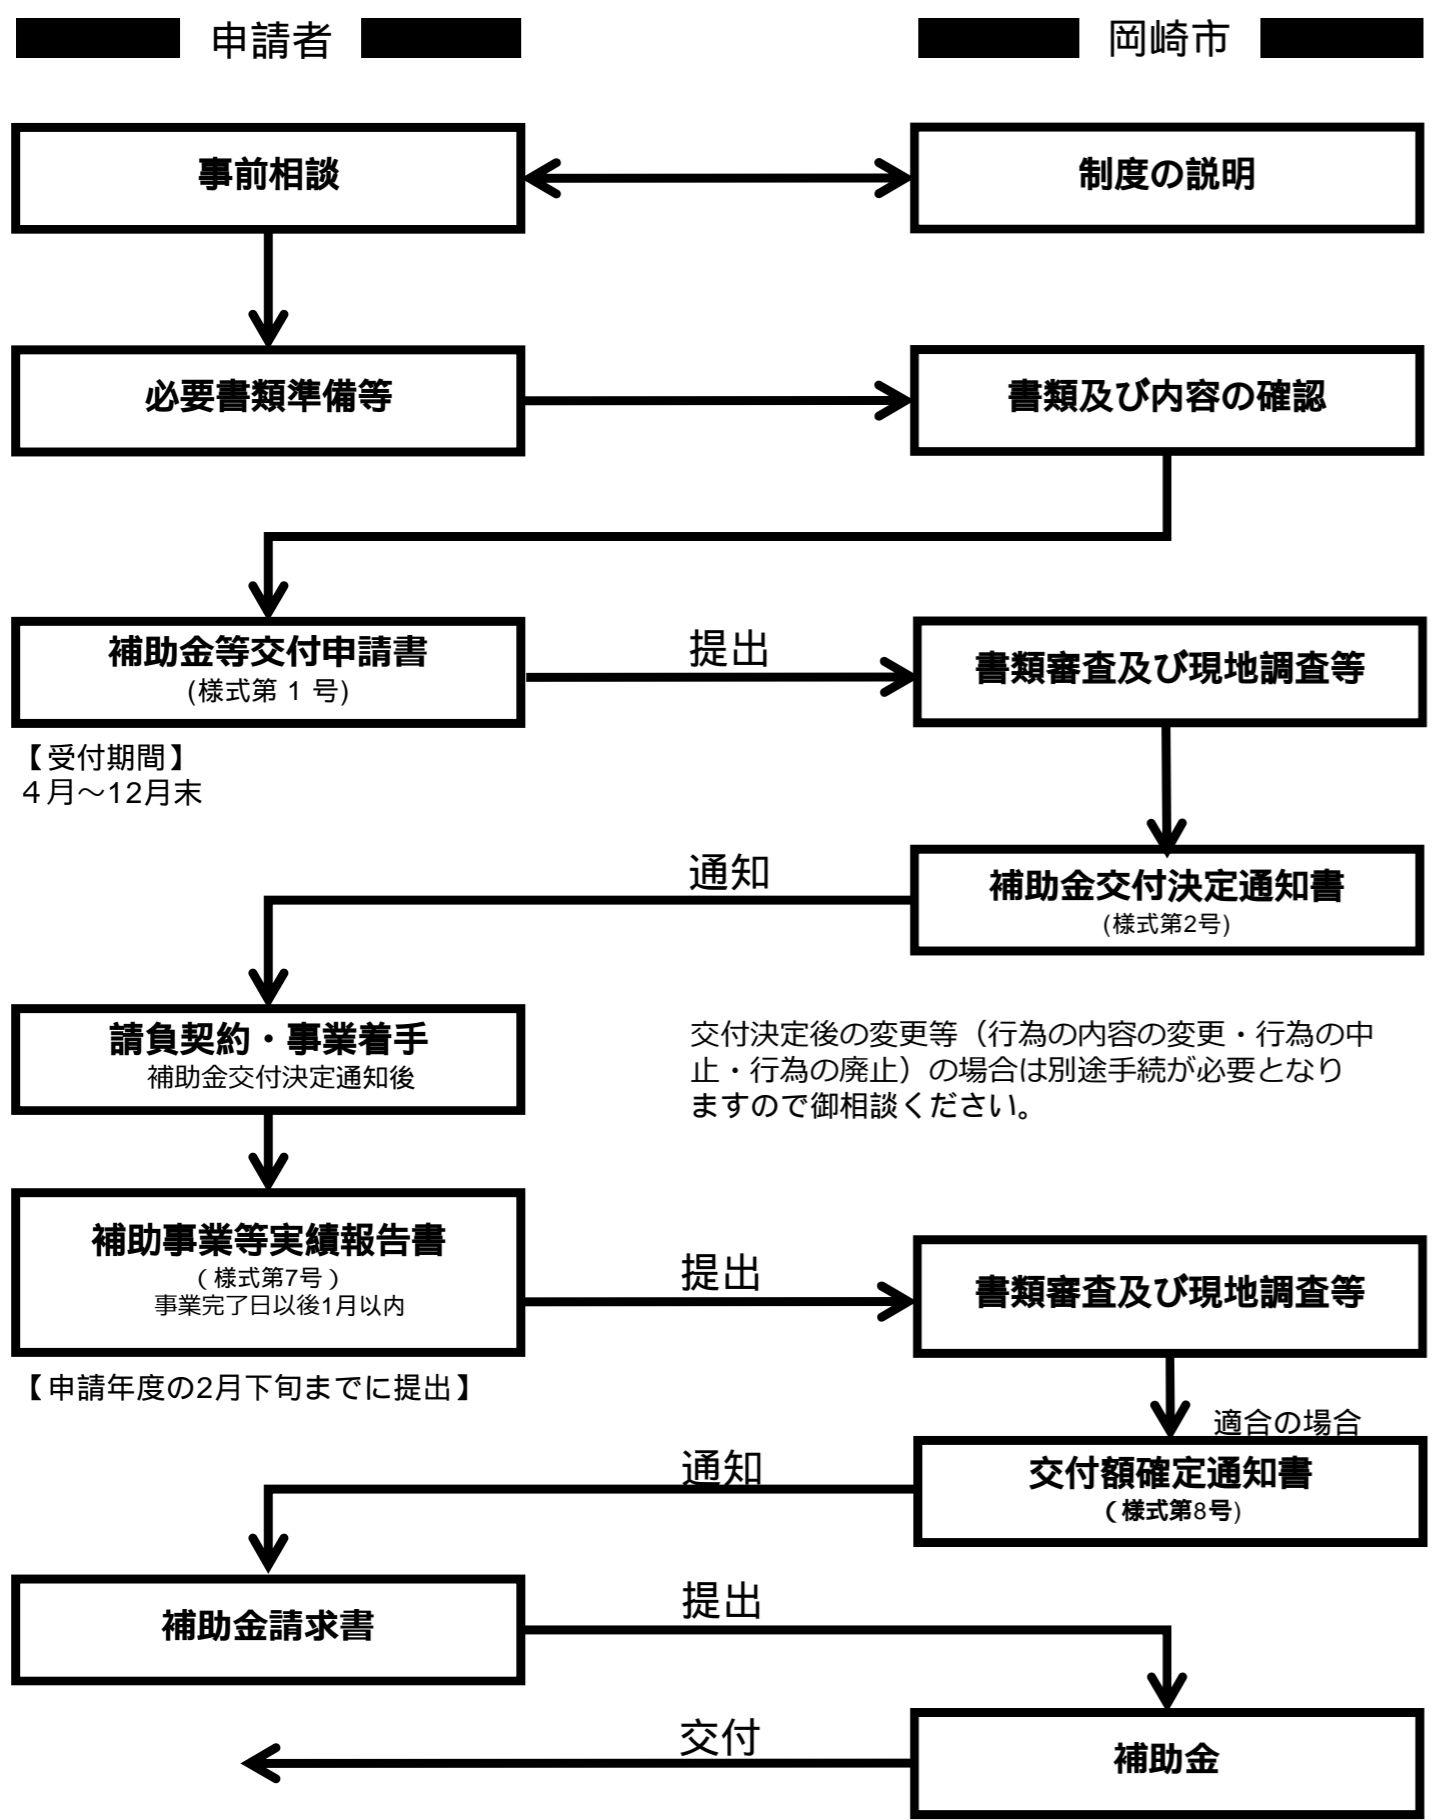 申請者
岡崎市
事前相談
制度の説明
必要書類準備等
書類及び内容の確認
補助金等交付申請書
(様式第 1 号)
提出
書類審査及び現地調査等
【受付期間】
４月～12月末
通知
補助金交付決定通知書
(様式第2号)
請負契約・事業着手
補助金交付決定通知後
交付決定後の変更等（行為の内容の変更・行為の中
止・行為の廃止）の場合は別途手続が必要となり
ますので御相談ください。
補助事業等実績報告書
（様式第7号）
事業完了日以後1月以内
提出
書類審査及び現地調査等
【申請年度の2月下旬までに提出】
適合の場合
通知
交付額確定通知書
（様式第8号)
補助金請求書
提出
交付
補助金